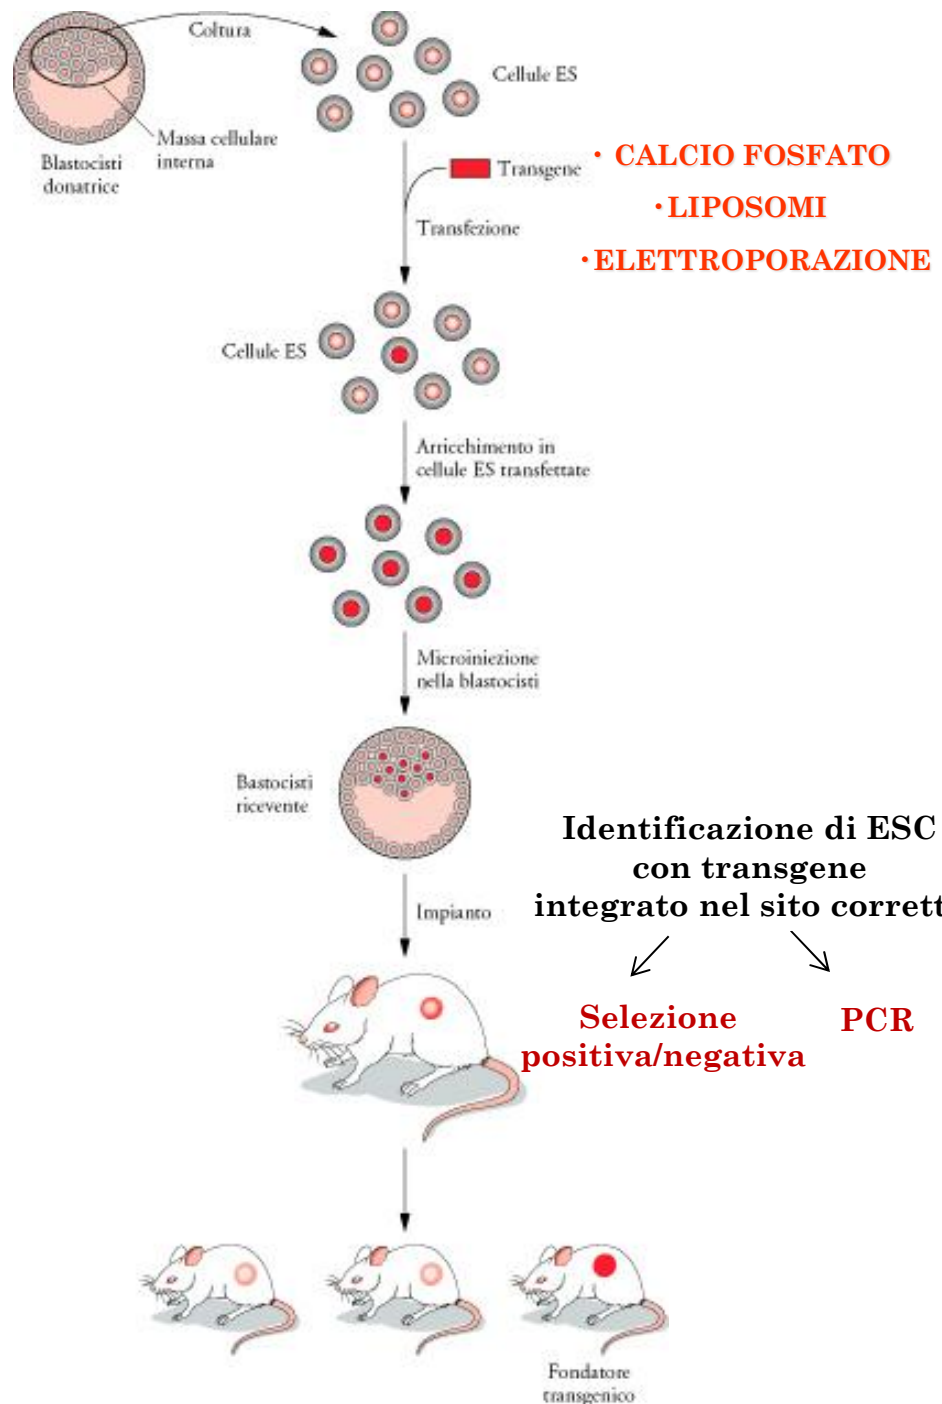 Coltura
Cellule ES
Massa cellulare
interna
Blastocisti
donatrice
Transgene
• CALCIO FOSFATO
• LIPOSOMI
• ELETTROPORAZIONE
Transfezione
Cellule ES
Arricchimento in
cellule ES transfettate
Microiniezione
nella blastocisti
Bastocisti
ricevente
Identificazione di ESC
con transgene
integrato nel sito corrett
Impianto
Selezione
positiva/negativa
PCR
Fondatore
transgenico